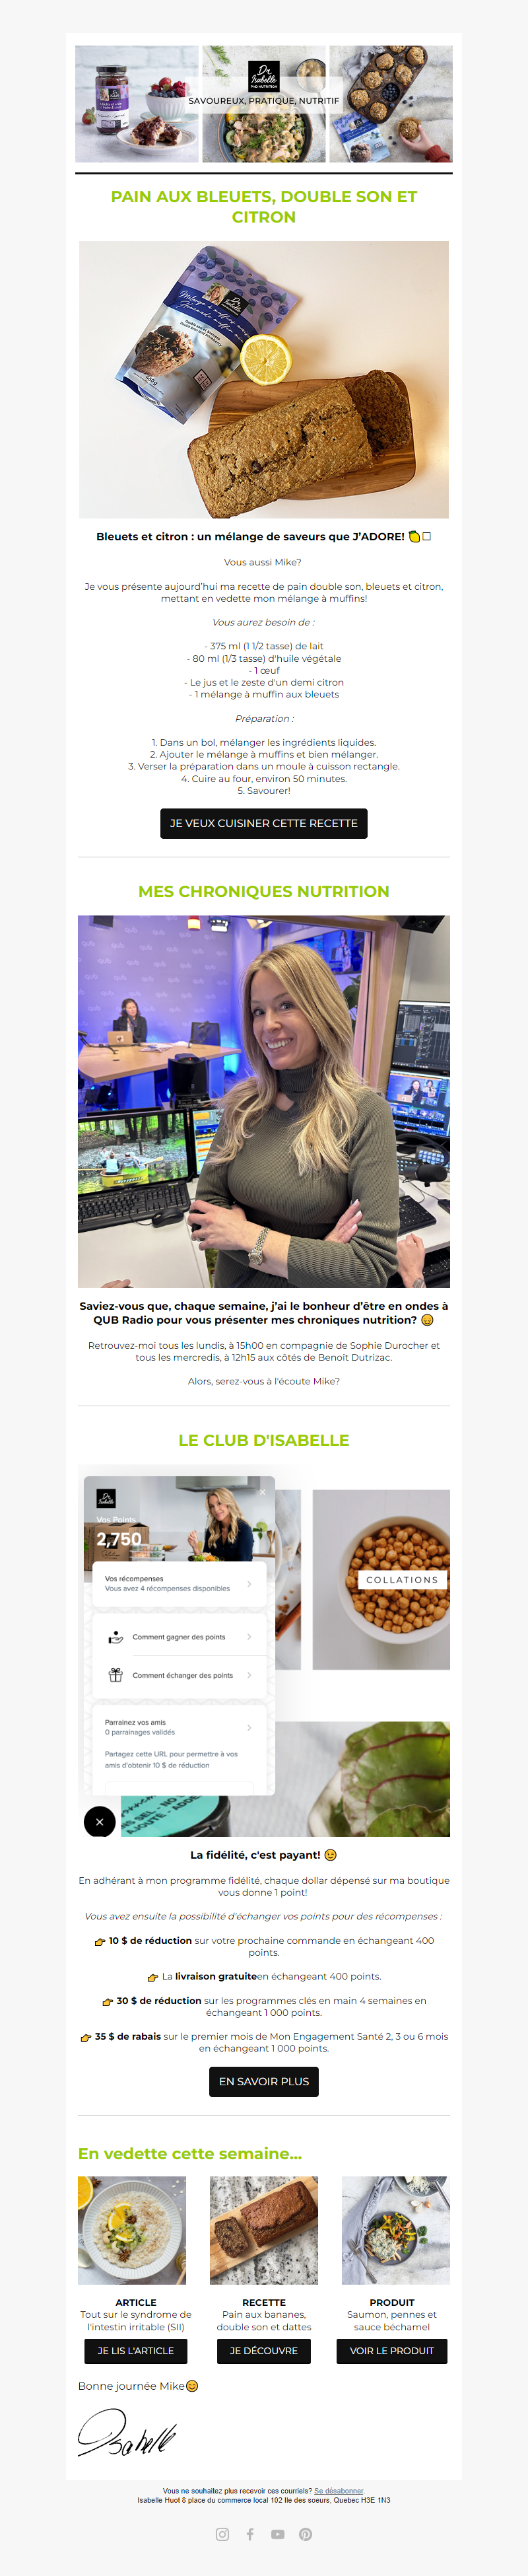 Dr Isabelle
PHD NUTRITION
SAVOUREUX, PRATIQUE, NUTRITIF
PAIN AUX BLEUETS, DOUBLE SON ET
CITRON
Bleuets et citron : un mélange de saveurs que J’ADORE! 🍋□
Vous aussi Mike?
Je vous présente aujourd’hui ma recette de pain double son, bleuets et citron,
mettant en vedette mon mélange à muffins!
Vous aurez besoin de :
- 375 ml (1 1/2 tasse) de lait
- 80 ml (1/3 tasse) d'huile végétale
- 1 œuf
- Le jus et le zeste d'un demi citron
- 1 mélange à muffin aux bleuets
Préparation :
1. Dans un bol, mélanger les ingrédients liquides.
2. Ajouter le mélange à muffins et bien mélanger.
3. Verser la préparation dans un moule à cuisson rectangle.
4. Cuire au four, environ 50 minutes.
5. Savourer!
JE VEUX CUISINER CETTE RECETTE
MES CHRONIQUES NUTRITION
Saviez-vous que, chaque semaine, j’ai le bonheur d’être en ondes à
QUB Radio pour vous présenter mes chroniques nutrition? 😄
Retrouvez-moi tous les lundis, à 15h00 en compagnie de Sophie Durocher et
tous les mercredis, à 12h15 aux côtés de Benoît Dutrizac.
Alors, serez-vous à l'écoute Mike?
LE CLUB D'ISABELLE
Dr Isabelle
Vos Points
2,750
Vos récompenses
Vous avez 4 récompenses disponibles
Comment gagner des points
Comment échanger des points
Parrainez vos amis
0 parrainages validés
Partagez cette URL pour permettre à vos
amis d'obtenir 10 $ de réduction
COLLATIONS
La fidélité, c'est payant! 😉
En adhérant à mon programme fidélité, chaque dollar dépensé sur ma boutique
vous donne 1 point!
Vous avez ensuite la possibilité d'échanger vos points pour des récompenses :
👉 10 $ de réduction sur votre prochaine commande en échangeant 400
points.
👉 La livraison gratuiteen échangeant 400 points.
👉 30 $ de réduction sur les programmes clés en main 4 semaines en
échangeant 1 000 points.
👉 35 $ de rabais sur le premier mois de Mon Engagement Santé 2, 3 ou 6 mois
en échangeant 1 000 points.
EN SAVOIR PLUS
En vedette cette semaine...
ARTICLE
Tout sur le syndrome de
l'intestin irritable (SII)
JE LIS L'ARTICLE
RECETTE
Pain aux bananes,
double son et dattes
JE DÉCOUVRE
PRODUIT
Saumon, pennes et
sauce béchamel
VOIR LE PRODUIT
Bonne journée Mike😊
Isabelle
Vous ne souhaitez plus recevoir ces courriels? Se désabonner.
Isabelle Huot 8 place du commerce local 102 Ile des soeurs, Quebec H3E 1N3